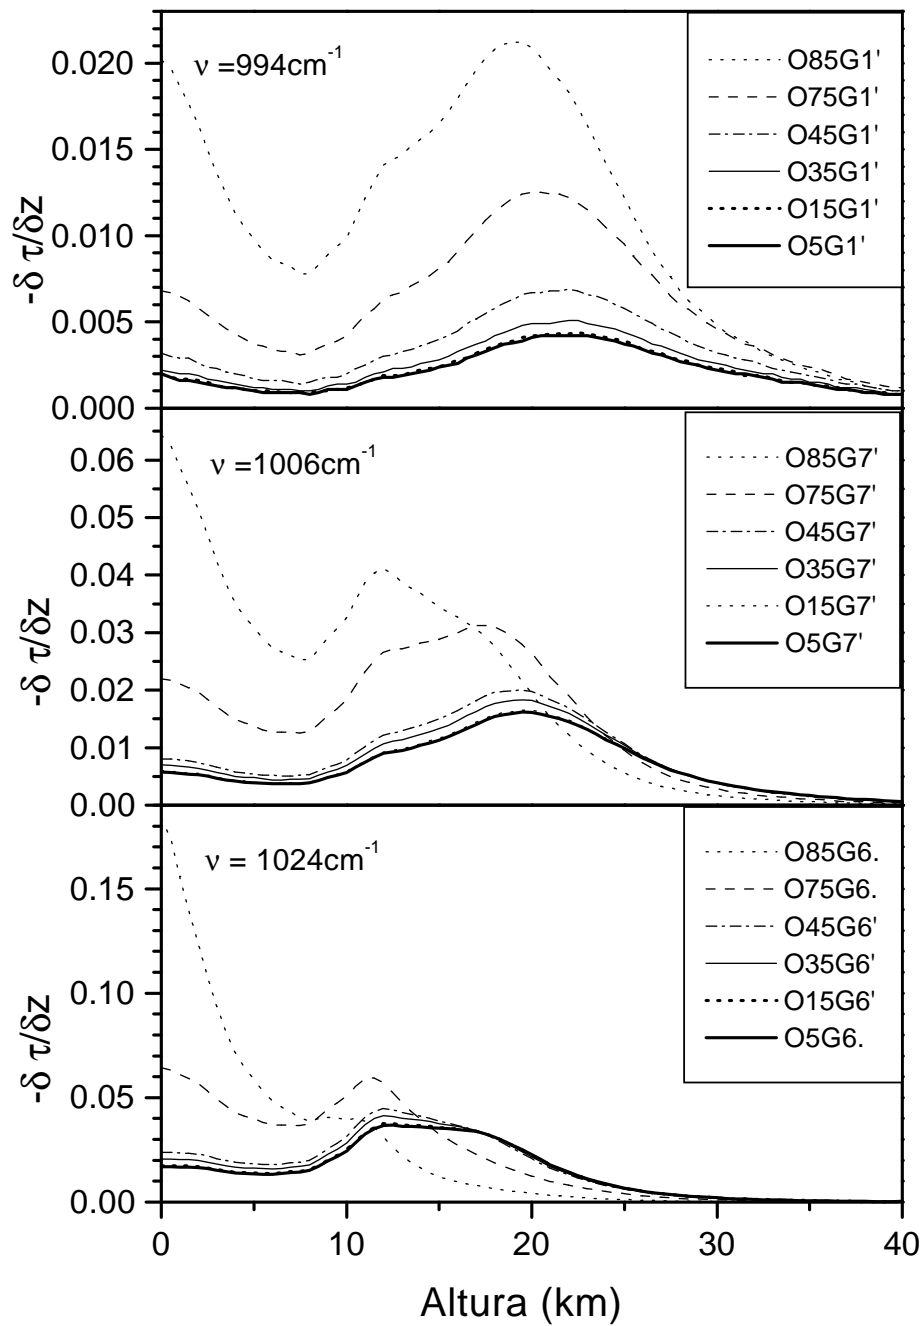 ν =994cm-1
O85G1'
O75G1'
O45G1'
O35G1'
O15G1'
O5G1'
0.020
0.015
0.010
0.005
0.000
-δ τ/δz
ν =1006cm-1
O85G7'
O75G7'
O45G7'
O35G7'
O15G7'
O5G7'
0.06
0.05
0.04
0.03
0.02
0.01
0.00
-δ τ/δz
ν = 1024cm-1
O85G6.
O75G6.
O45G6'
O35G6'
O15G6'
O5G6.
0.15
0.10
0.05
0.00
-δ τ/δz
0 10 20 30 40
Altura (km)